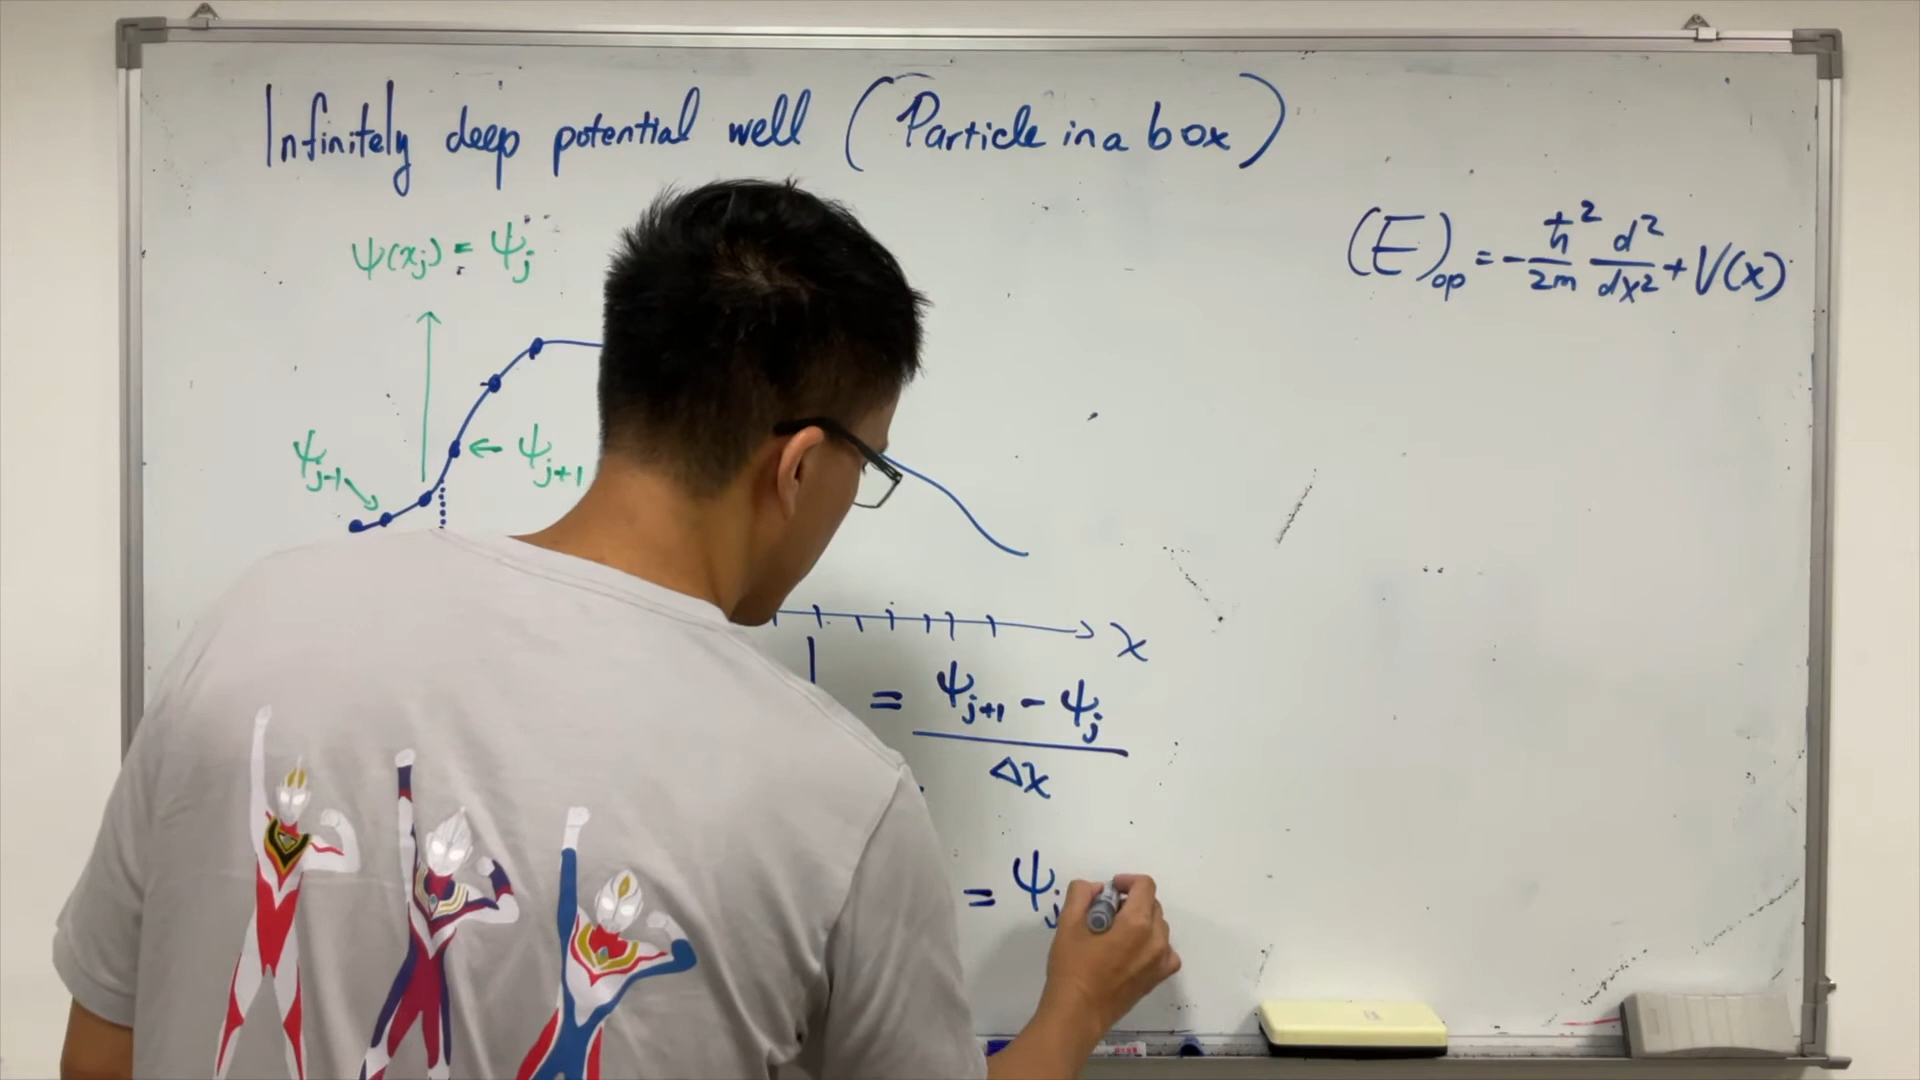 Infinitely deep potential well (Particle in a box)
(E)op = - ħ² / 2m d² / dx² + V(x)
ψ(xj) = ψj
ψj-1
← ψj+1
x
= ψj+1 - ψj / Δx
= ψj